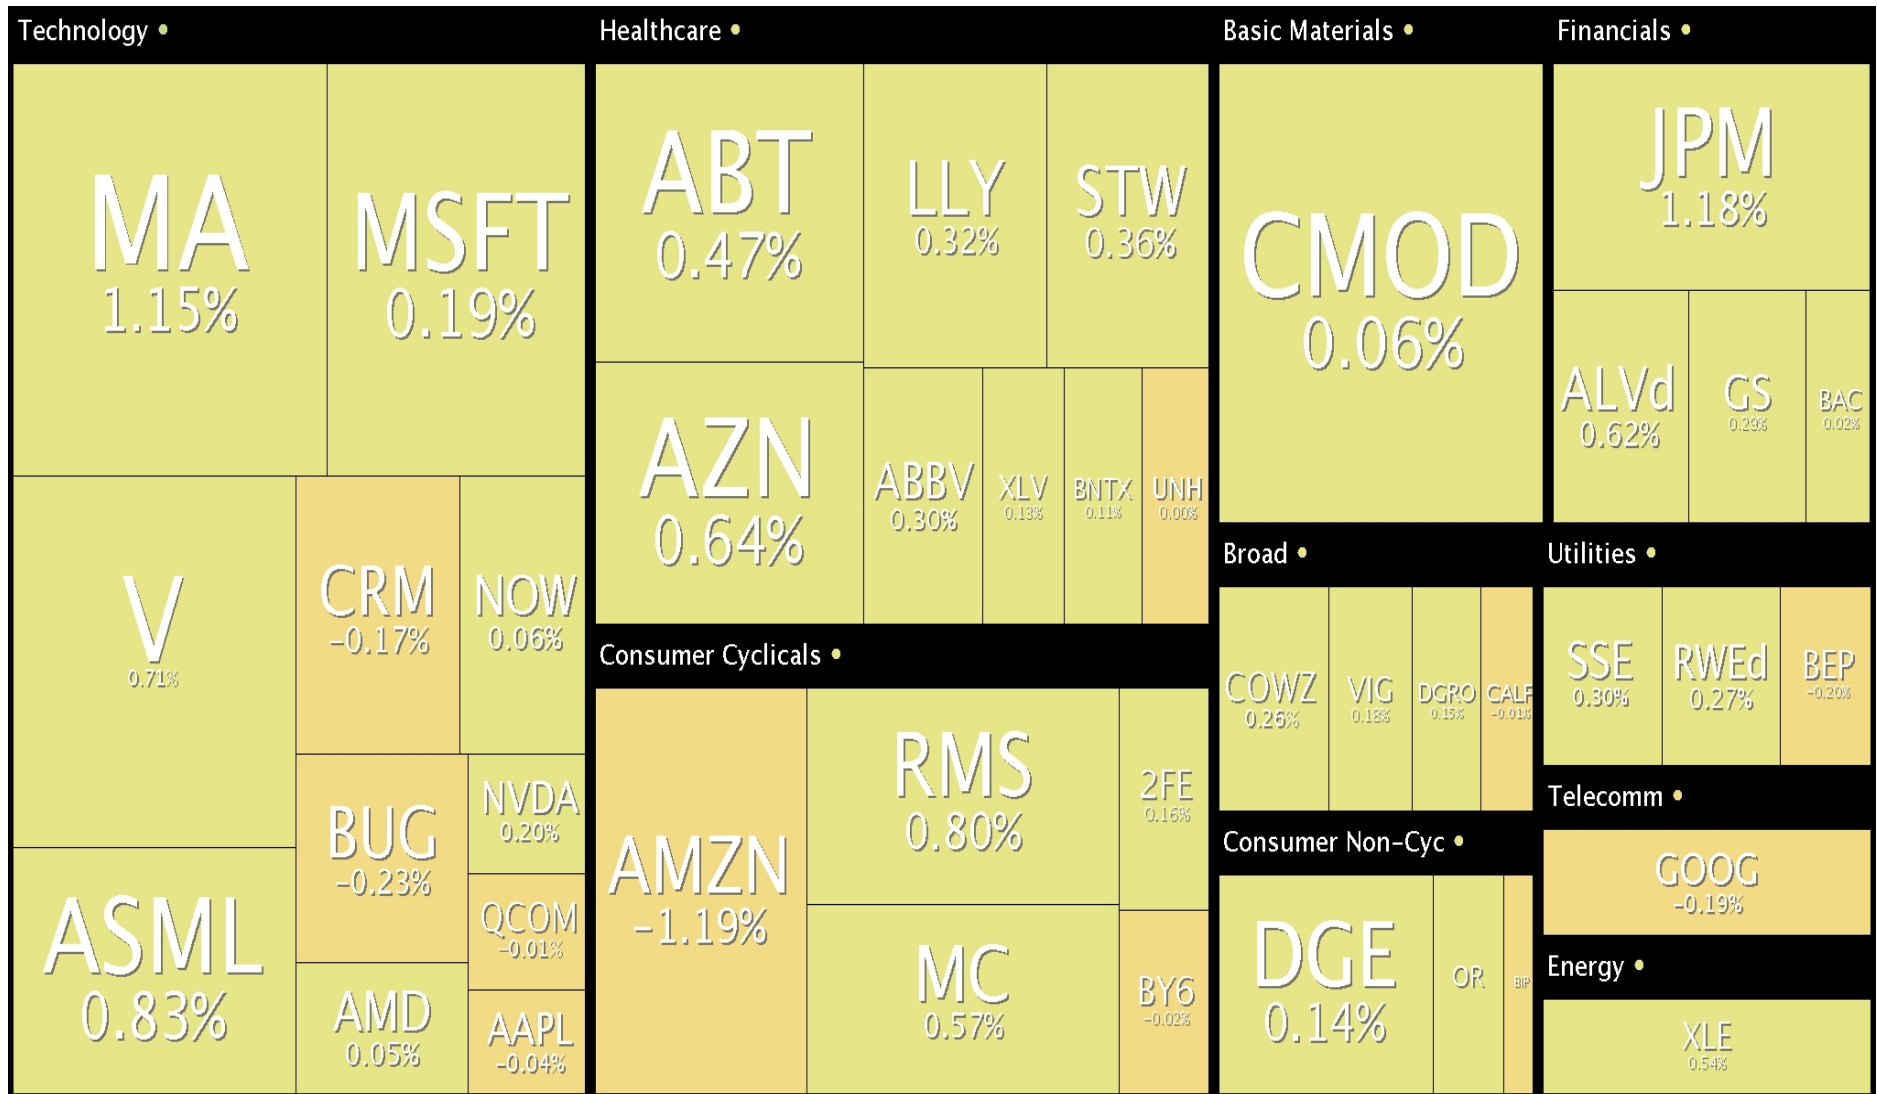 Technology
MA
1.15%
MSFT
0.19%
V
0.71%
CRM
-0.17%
NOW
0.06%
BUG
-0.23%
NVDA
0.20%
QCOM
-0.01%
ASML
0.83%
AMD
0.05%
AAPL
-0.04%
Healthcare
ABT
0.47%
LLY
0.32%
STW
0.36%
AZN
0.64%
ABBV
0.30%
XLV
0.13%
BNTX
0.11%
UNH
0.00%
Consumer Cyclicals
AMZN
-1.19%
RMS
0.80%
2FE
0.16%
MC
0.57%
BY6
-0.02%
Basic Materials
CMOD
0.06%
Financials
JPM
1.18%
ALVd
0.62%
GS
0.29%
BAC
0.02%
Broad
COWZ
0.26%
VIG
0.18%
DGRO
0.15%
CALF
-0.01%
Utilities
SSE
0.30%
RWEd
0.27%
BEP
-0.20%
Consumer Non-Cyc
DGE
0.14%
OR
BIP
Telecomm
GOOG
-0.19%
Energy
XLE
0.54%